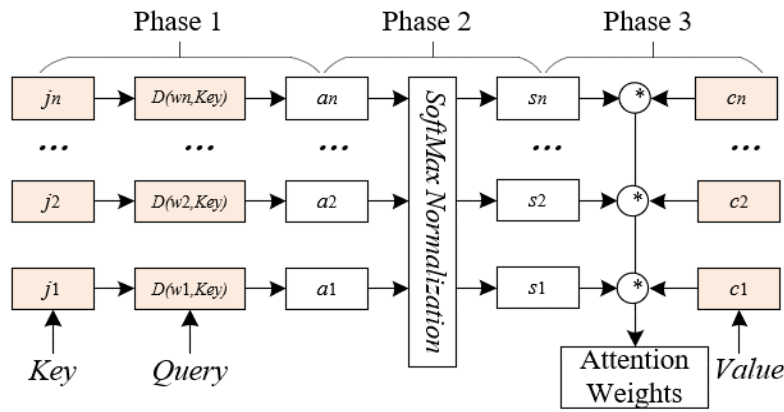 Phase 1 Phase 2 Phase 3
jn D(wn,Key) an sn * cn
... ... ... ... ...
j2 D(w2,Key) a2 s2 * c2
j1 D(w1,Key) a1 s1 * c1
SoftMax Normalization
Key Query Attention Value
Weights